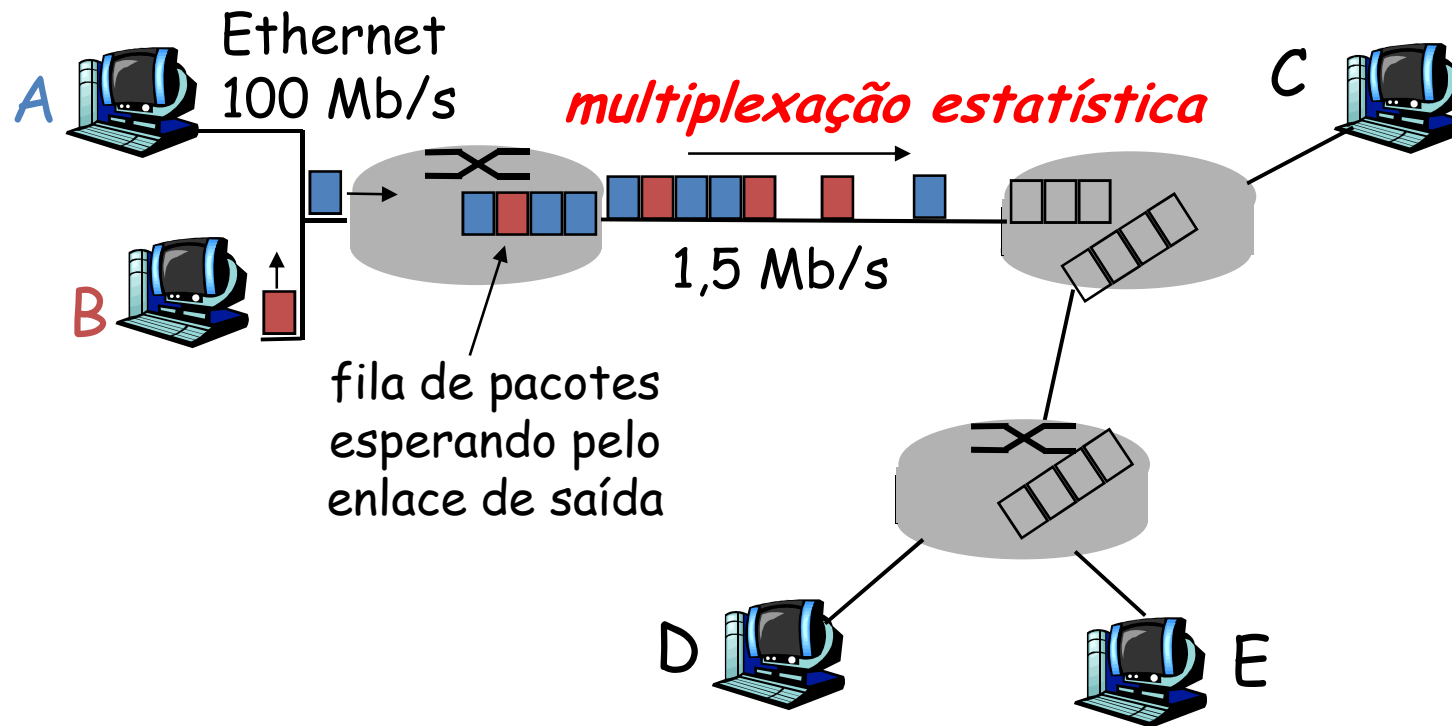 Ethernet
100 Mb/s
A
multiplexação estatística
C
B
1,5 Mb/s
fila de pacotes
esperando pelo
enlace de saída
D
E